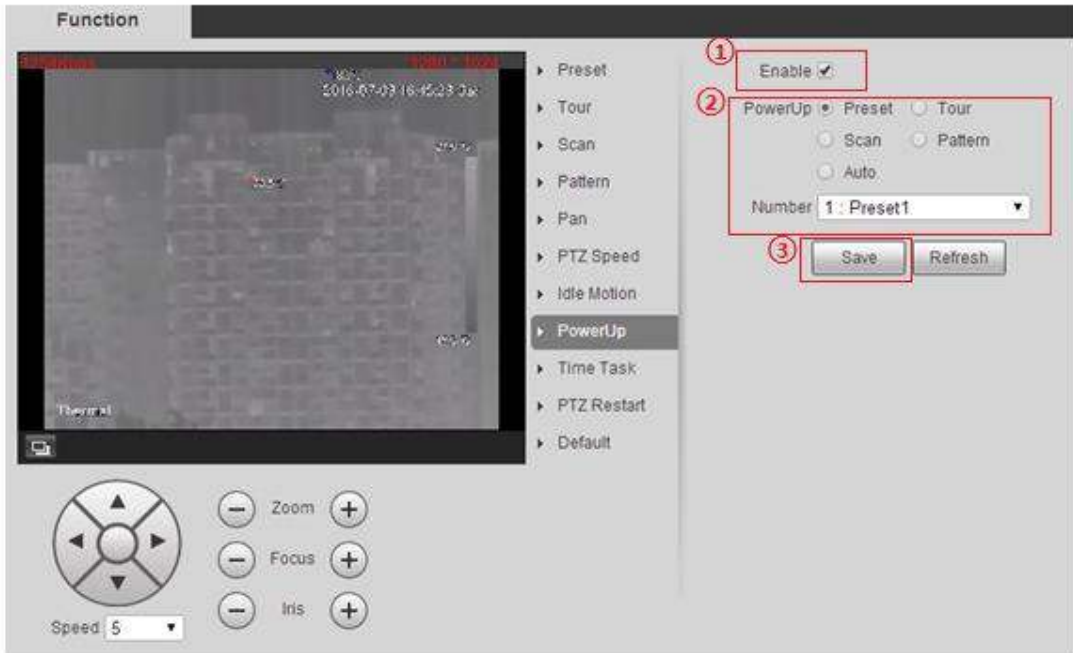 Function
2016-07-09 16:45:23
Thermal
Preset
Tour
Scan
Pattern
Pan
PTZ Speed
Idle Motion
PowerUp
Time Task
PTZ Restart
Default
① Enable
② PowerUp Preset Tour
Scan Pattern
Auto
Number 1 : Preset1
③ Save Refresh
Zoom
Focus
Iris
Speed 5